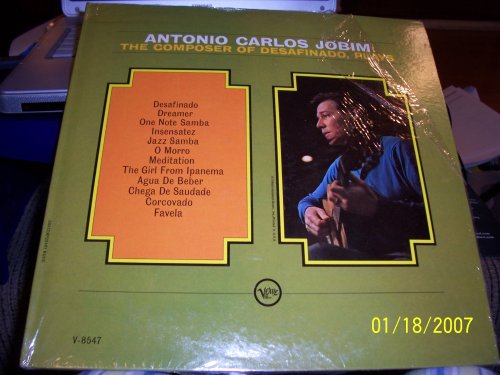 ANTONIO CARLOS JOBIM
THE COMPOSER OF DESAFINADO, PLAYS
Desafinado
Dreamer
One Note Samba
Insensatez
Jazz Samba
O Morro
Meditation
The Girl From Ipanema
Agua De Beber
Chega De Saudade
Corcovado
Favela
Verve
V-8547
01/18/2007